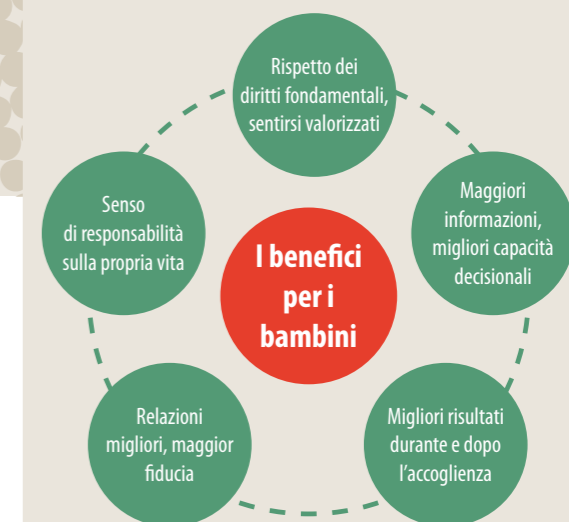 Rispetto dei
diritti fondamentali,
sentirsi valorizzati
Maggiori
informazioni,
migliori capacità
decisionali
Migliori risultati
durante e dopo
l'accoglienza
Relazioni
migliori, maggior
fiducia
Senso
di responsabilità
sulla propria vita
I benefici
per i
bambini